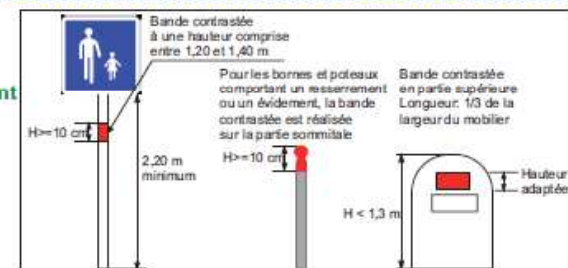 Bande contrastée
à une hauteur comprise
entre 1,20 et 1,40 m
nt
Pour les bornes et poteaux
comportant un resserrement
ou un évidement, la bande
contrastée est réalisée
sur la partie sommitale
Bande contrastée
en partie supérieure
Longueur: 1/3 de la
largeur du mobilier
H>=10 cm
2,20 m
minimum
H>=10 cm
H < 1,3 m
Hauteur
adaptée